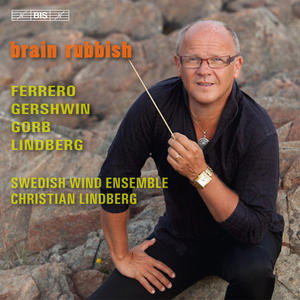 BIS
brain rubbish
FERRERO
GERSHWIN
GORB
LINDBERG
SWEDISH WIND ENSEMBLE
CHRISTIAN LINDBERG